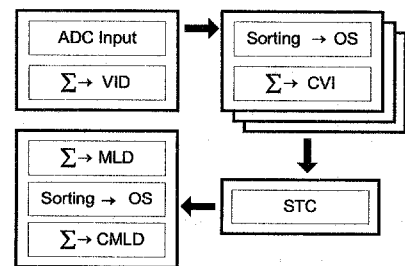 ADC Input
∑→ VID
Sorting → OS
∑→ CVI
STC
∑→ MLD
Sorting → OS
∑→ CMLD